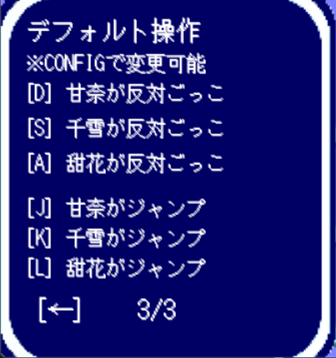 デフォルト操作
※CONFIGで変更可能
[D] 甘奈が反対ごっこ
[S] 千雪が反対ごっこ
[A] 甜花が反対ごっこ
[J] 甘奈がジャンプ
[K] 千雪がジャンプ
[L] 甜花がジャンプ
[←] 3/3